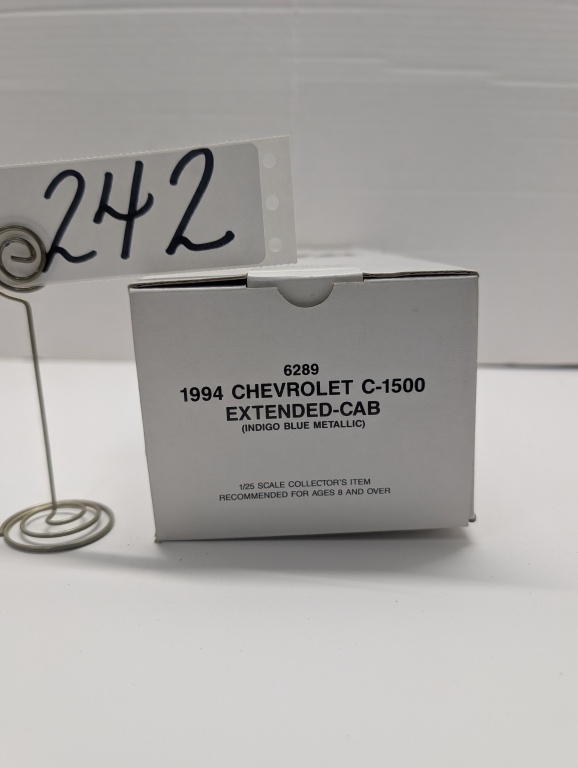 242
6289
1994 CHEVROLET C-1500
EXTENDED-CAB
(INDIGO BLUE METALLIC)
1/25 SCALE COLLECTOR'S ITEM
RECOMMENDED FOR AGES 8 AND OVER